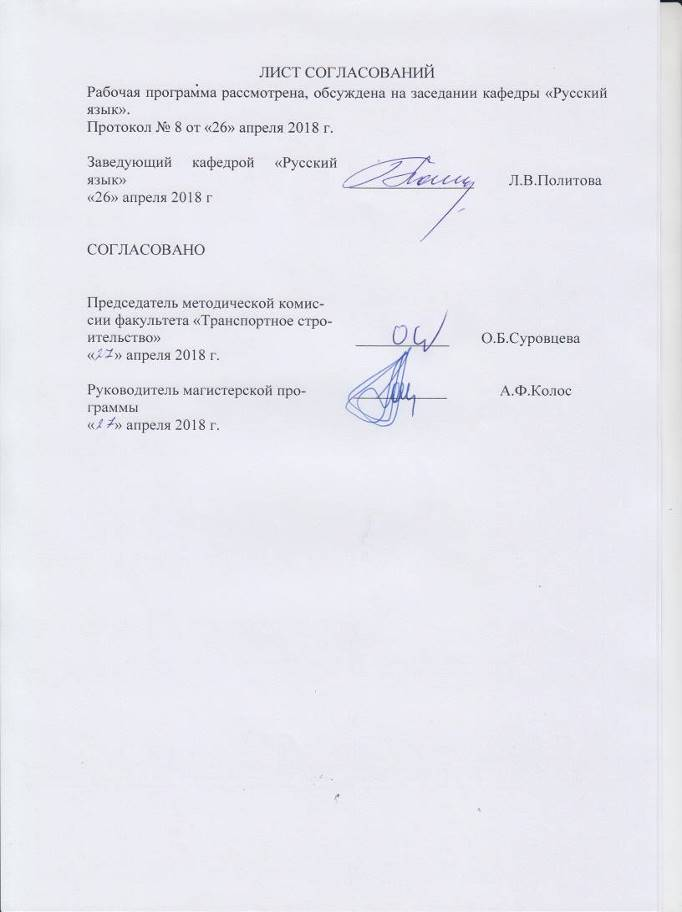 ЛИСТ СОГЛАСОВАНИЙ
Рабочая программа рассмотрена, обсуждена на заседании кафедры «Русский
язык».
Протокол № 8 от «26» апреля 2018 г.
Заведующий кафедрой «Русский
язык» Л.В.Политова
«26» апреля 2018 г
СОГЛАСОВАНО
Председатель методической комис-
сии факультета «Транспортное стро-
ительство» О.Б.Суровцева
«27» апреля 2018 г.
Руководитель магистерской про- А.Ф.Колос
граммы
«27» апреля 2018 г.